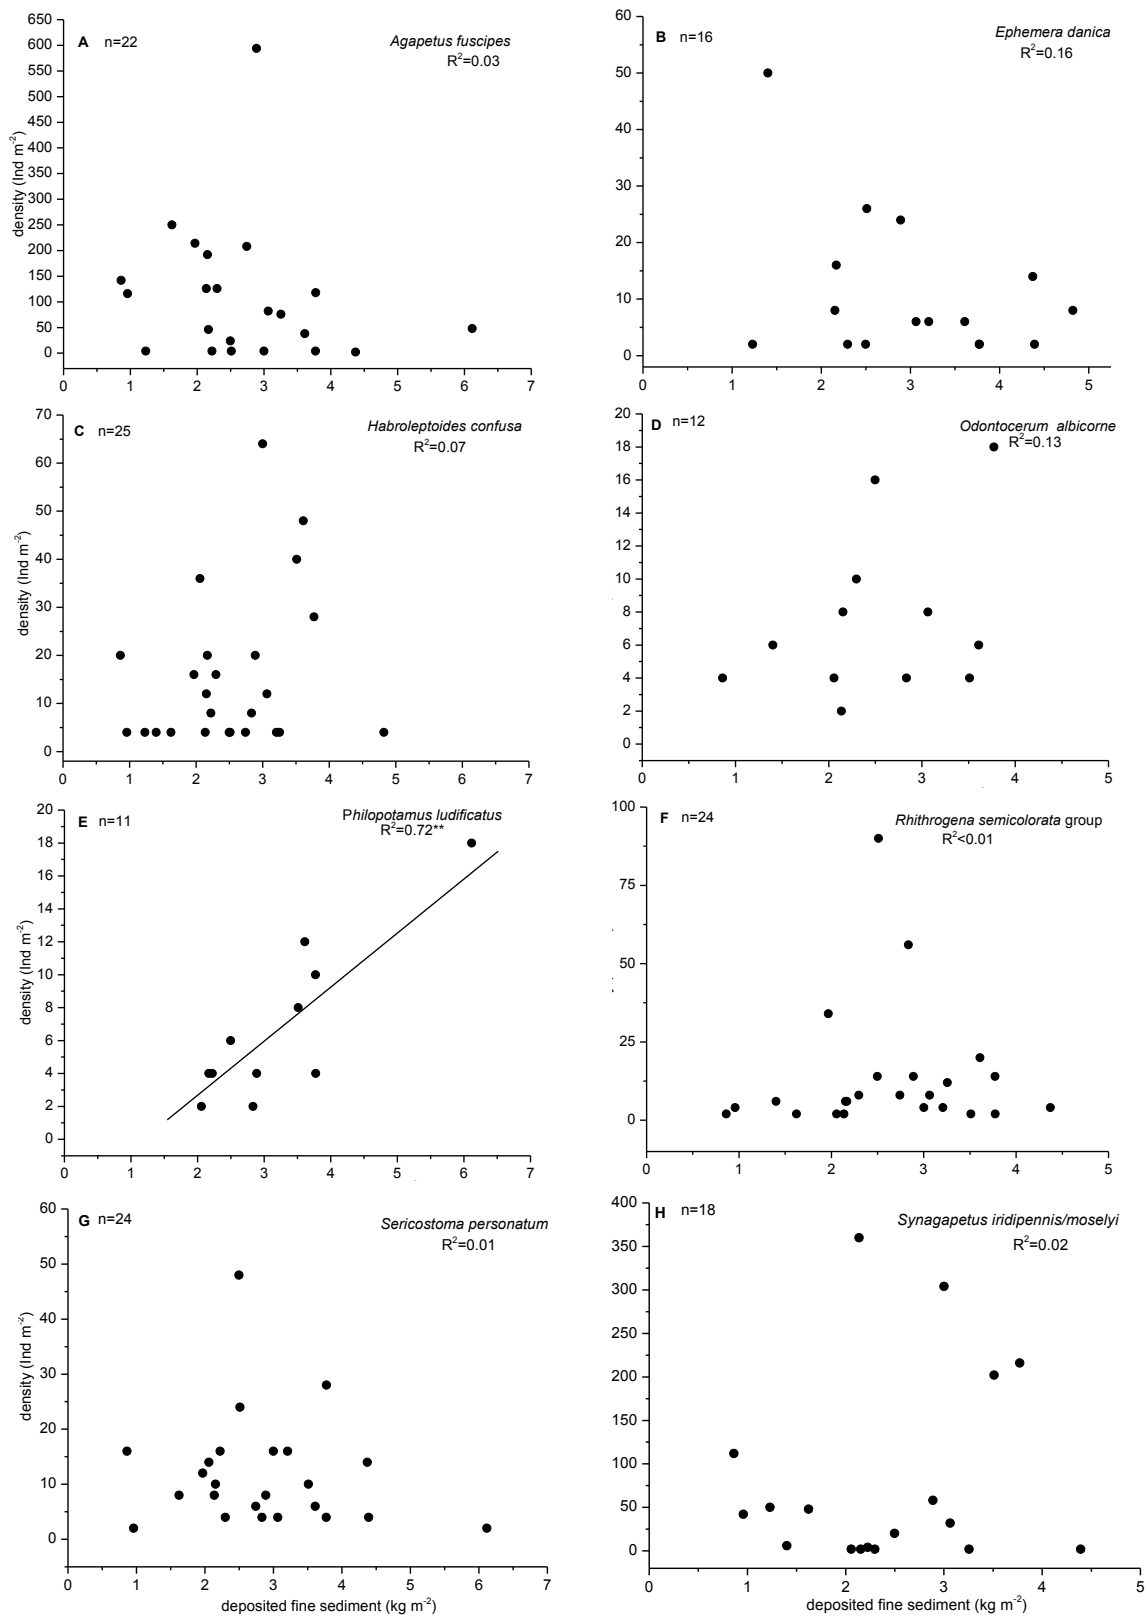 A n=22
Agapetus fuscipes
R²=0.03
650
600
550
500
450
400
350
300
250
200
150
100
50
0
density (Ind m⁻²)
0 1 2 3 4 5 6 7
B n=16
Ephemera danica
R²=0.16
60
50
40
30
20
10
0
0 1 2 3 4 5
C n=25
Habroleptoides confusa
R²=0.07
70
60
50
40
30
20
10
0
density (Ind m⁻²)
0 1 2 3 4 5 6 7
D n=12
Odontocerum albicorne
R²=0.13
20
18
16
14
12
10
8
6
4
2
0
0 1 2 3 4 5
E n=11
Philopotamus ludificatus
R²=0.72**
20
18
16
14
12
10
8
6
4
2
0
density (Ind m⁻²)
0 1 2 3 4 5 6 7
F n=24
Rhithrogena semicolorata group
R²<0.01
100
75
50
25
0
0 1 2 3 4 5
G n=24
Sericostoma personatum
R²=0.01
60
50
40
30
20
10
0
density (Ind m⁻²)
0 1 2 3 4 5 6 7
deposited fine sediment (kg m⁻²)
H n=18
Synagapetus iridipennis/moselyi
R²=0.02
400
350
300
250
200
150
100
50
0
0 1 2 3 4 5
deposited fine sediment (kg m⁻²)